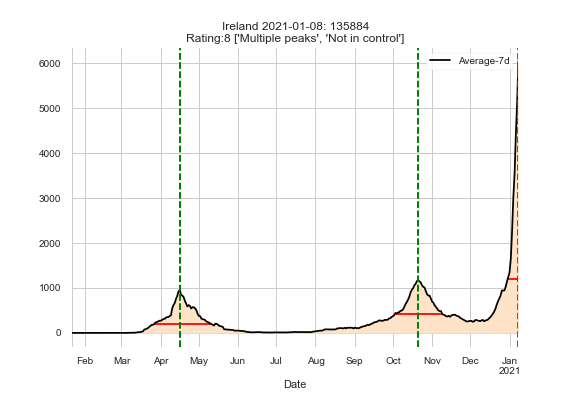 Ireland 2021-01-08: 135884
Rating:8 ['Multiple peaks', 'Not in control']
Average-7d
6000
5000
4000
3000
2000
1000
0
Feb Mar Apr May Jun Jul Aug Sep Oct Nov Dec Jan
2021
Date